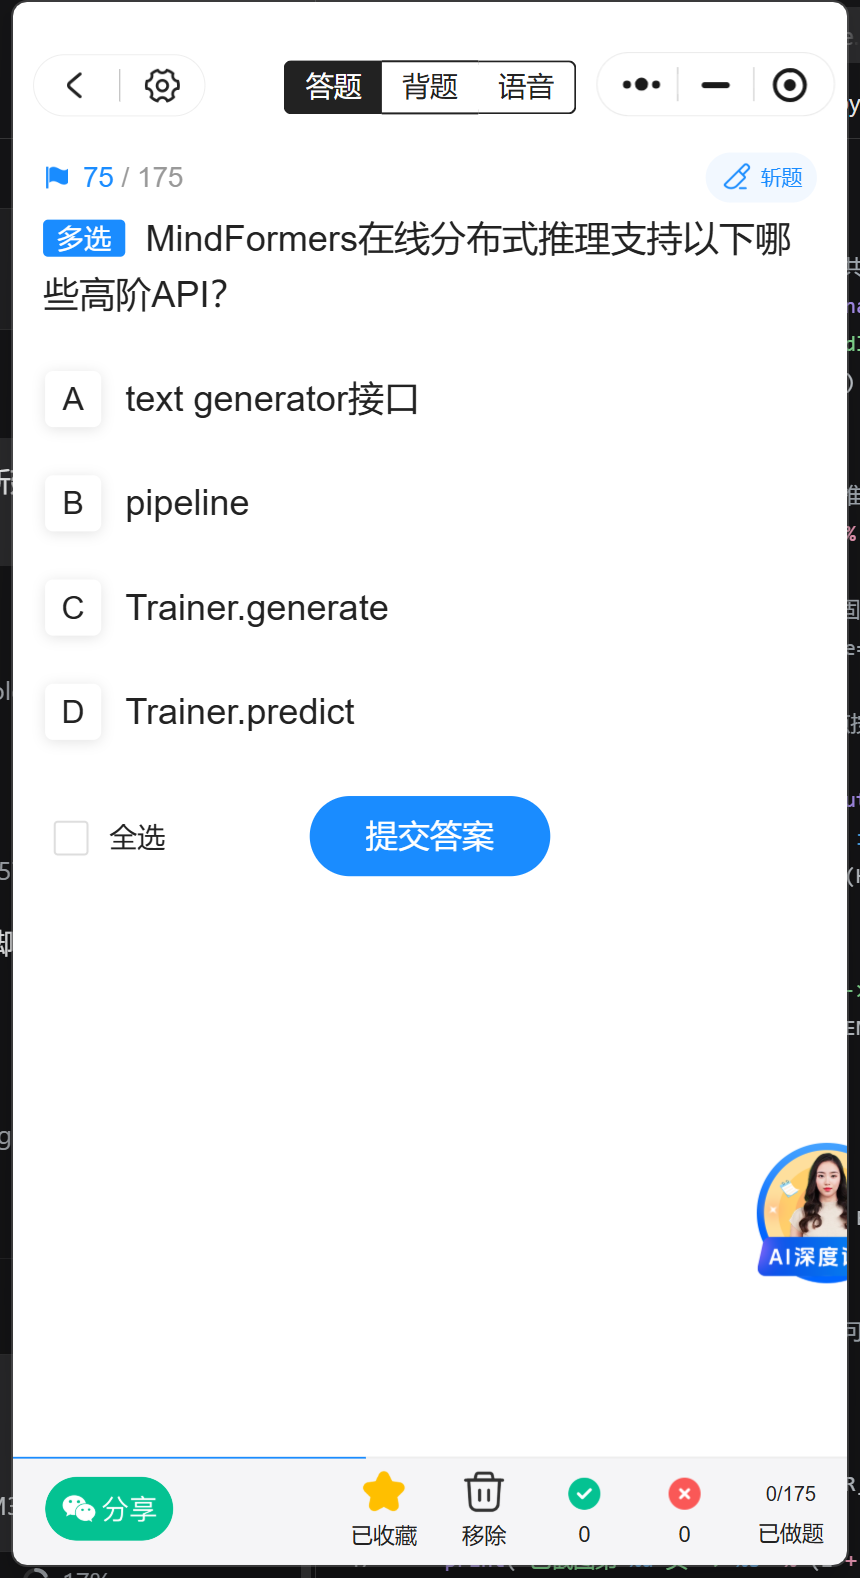 答题 背题 语音
75 / 175 斩题
多选 MindFormers在线分布式推理支持以下哪
些高阶API？
A text generator接口
B pipeline
C Trainer.generate
D Trainer.predict
全选 提交答案
AI深度
分享
已收藏
移除
0
0
0/175
已做题
17%